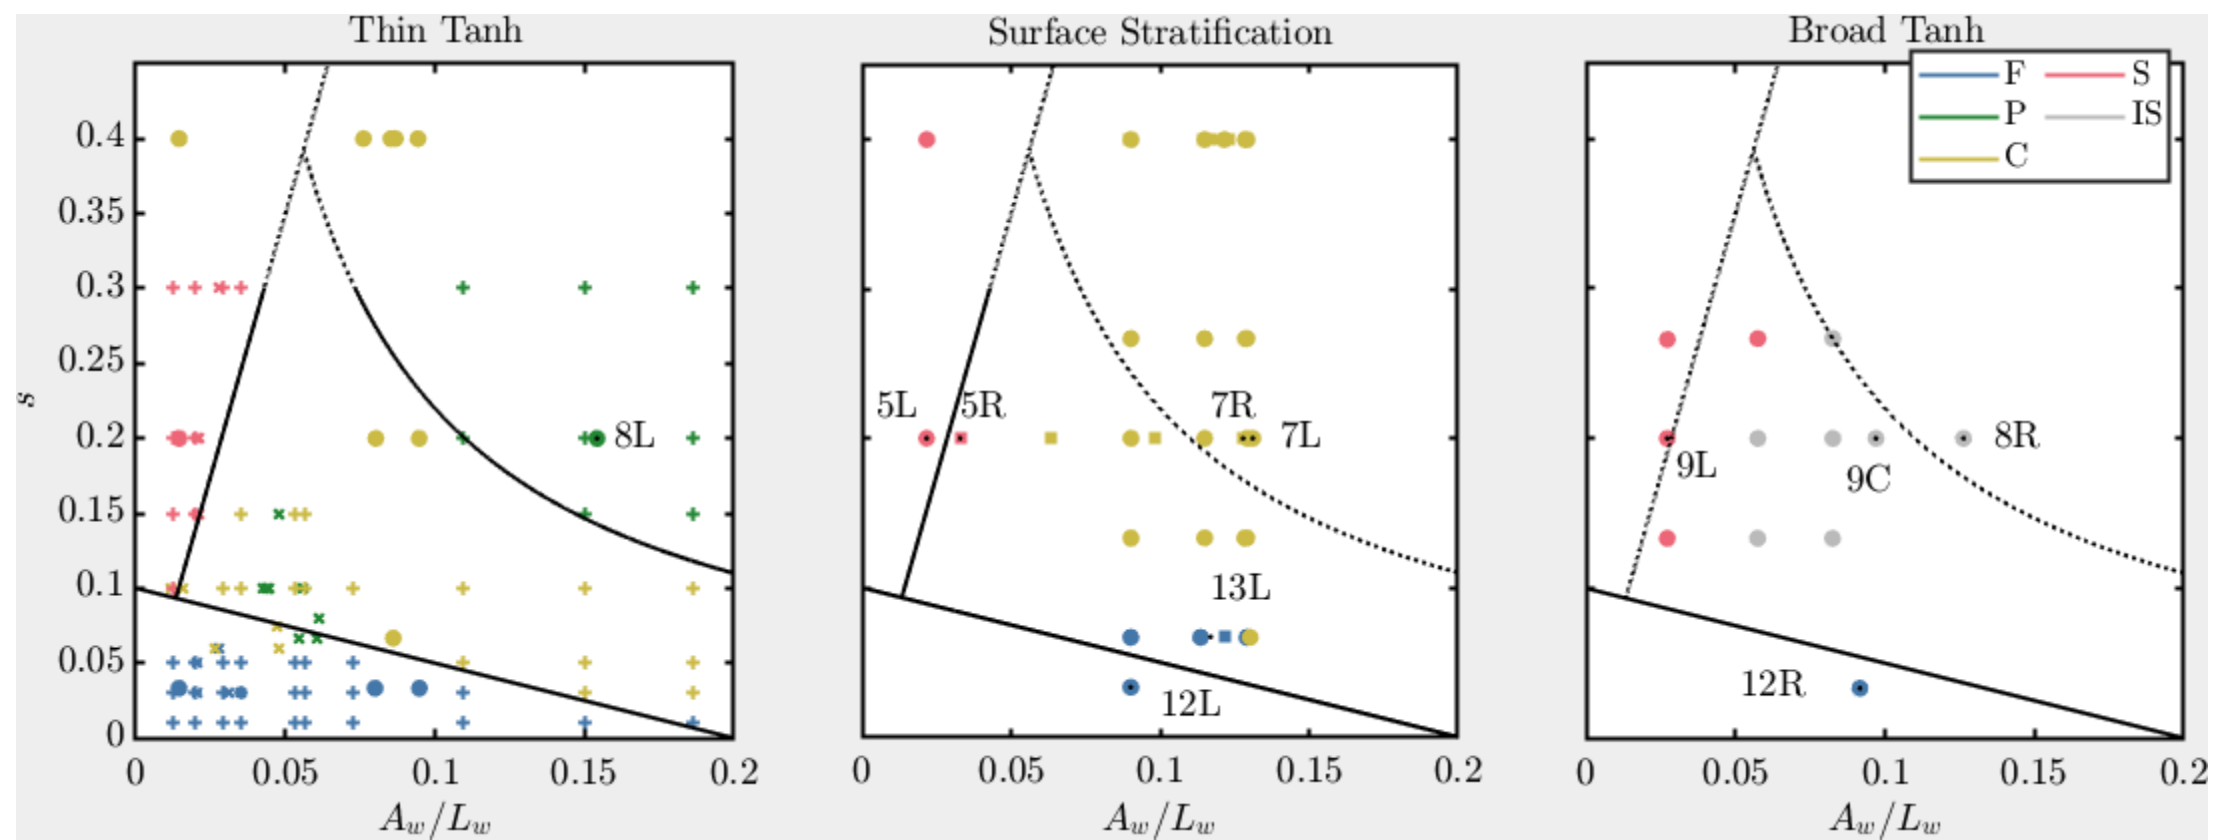 Thin Tanh
Surface Stratification
Broad Tanh
F S
P IS
C
s
0.4
0.35
0.3
0.25
0.2
0.15
0.1
0.05
0
8L
5L 5R
7R
7L
13L
12L
9L
9C
8R
12R
0 0.05 0.1 0.15 0.2
0 0.05 0.1 0.15 0.2
0 0.05 0.1 0.15 0.2
A_w/L_w
A_w/L_w
A_w/L_w